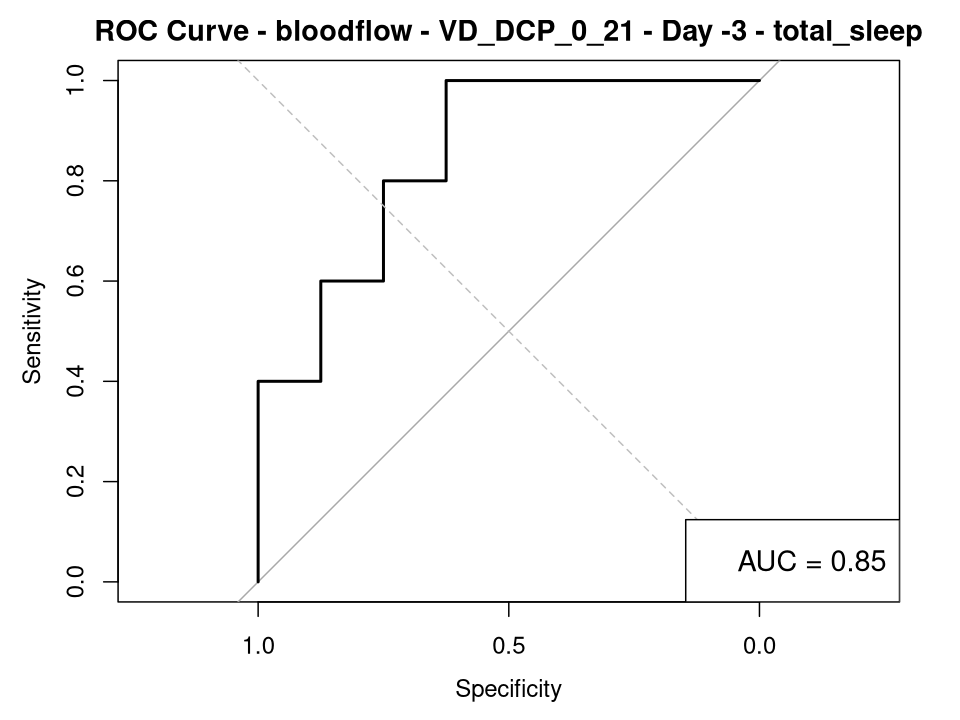 ROC Curve - bloodflow - VD_DCP_0_21 - Day -3 - total_sleep
1.0
0.8
0.6
0.4
0.2
0.0
Sensitivity
AUC = 0.85
1.0 0.5 0.0
Specificity